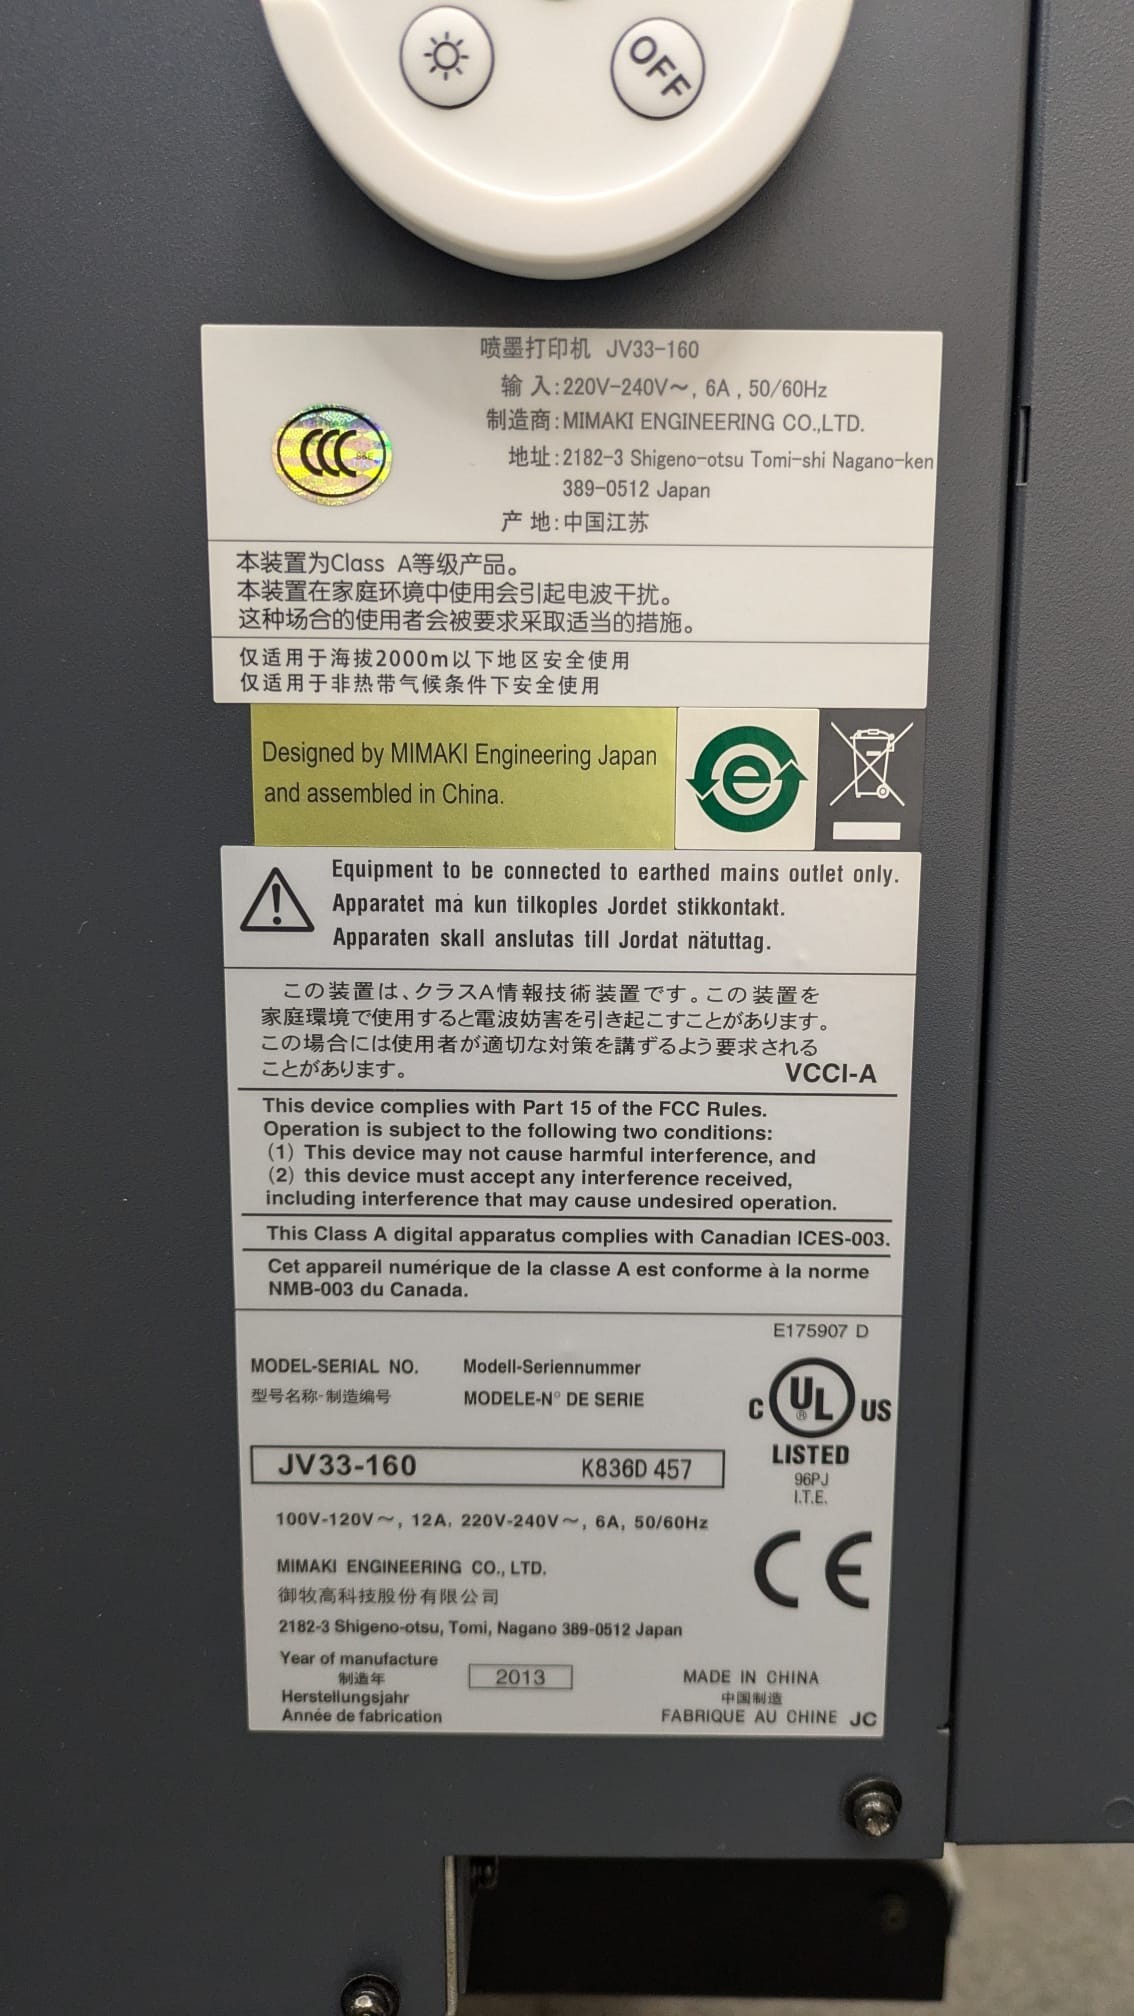 OFF
喷墨打印机 JV33-160
输 入:220V-240V～, 6A , 50/60Hz
制造商:MIMAKI ENGINEERING CO.,LTD.
地址:2182-3 Shigeno-otsu Tomi-shi Nagano-ken
389-0512 Japan
产 地:中国江苏
CCC S&E
本装置为Class A等级产品。
本装置在家庭环境中使用会引起电波干扰。
这种场合的使用者会被要求采取适当的措施。
仅适用于海拔2000m以下地区安全使用
仅适用于非热带气候条件下安全使用
Designed by MIMAKI Engineering Japan
and assembled in China.
e
Equipment to be connected to earthed mains outlet only.
Apparatet må kun tilkoples Jordet stikkontakt.
Apparaten skall anslutas till Jordat nätuttag.
この装置は、クラスA情報技術装置です。この装置を
家庭環境で使用すると電波妨害を引き起こすことがあります。
この場合には使用者が適切な対策を講ずるよう要求される
ことがあります。
VCCI-A
This device complies with Part 15 of the FCC Rules.
Operation is subject to the following two conditions:
(1) This device may not cause harmful interference, and
(2) this device must accept any interference received,
including interference that may cause undesired operation.
This Class A digital apparatus complies with Canadian ICES-003.
Cet appareil numérique de la classe A est conforme à la norme
NMB-003 du Canada.
E175907 D
MODEL-SERIAL NO. Modell-Seriennummer
型号名称-制造编号 MODELE-N° DE SERIE
C UL® US
LISTED
96PJ
I.T.E.
JV33-160 K836D 457
100V-120V～, 12A, 220V-240V～, 6A, 50/60Hz
CE
MIMAKI ENGINEERING CO., LTD.
御牧高科技股份有限公司
2182-3 Shigeno-otsu, Tomi, Nagano 389-0512 Japan
Year of manufacture
制造年
Herstellungsjahr
Année de fabrication
2013
MADE IN CHINA
中国制造
FABRIQUE AU CHINE JC